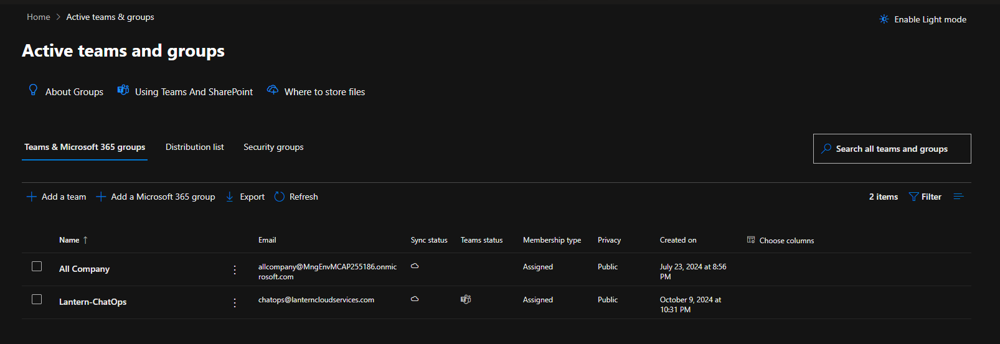 Home > Active teams & groups
Enable Light mode
Active teams and groups
About Groups Using Teams And SharePoint Where to store files
Teams & Microsoft 365 groups Distribution list Security groups
Search all teams and groups
Add a team Add a Microsoft 365 group Export Refresh
2 items Filter
Name ↑ Email Sync status Teams status Membership type Privacy Created on Choose columns
All Company allcompany@MngEnvMCAP255186.onmic Assigned Public July 23, 2024 at 8:56
rosoft.com PM
Lantern-ChatOps chatops@lanterncloudservices.com Assigned Public October 9, 2024 at
10:31 PM